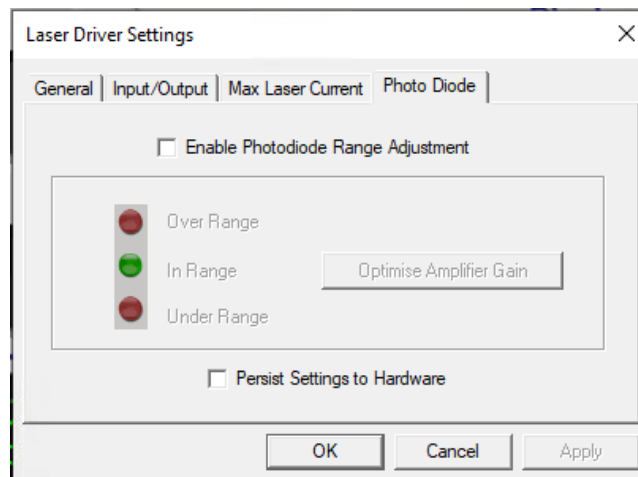 Laser Driver Settings
General Input/Output Max Laser Current Photo Diode
Enable Photodiode Range Adjustment
Over Range
In Range Optimise Amplifier Gain
Under Range
Persist Settings to Hardware
OK Cancel Apply